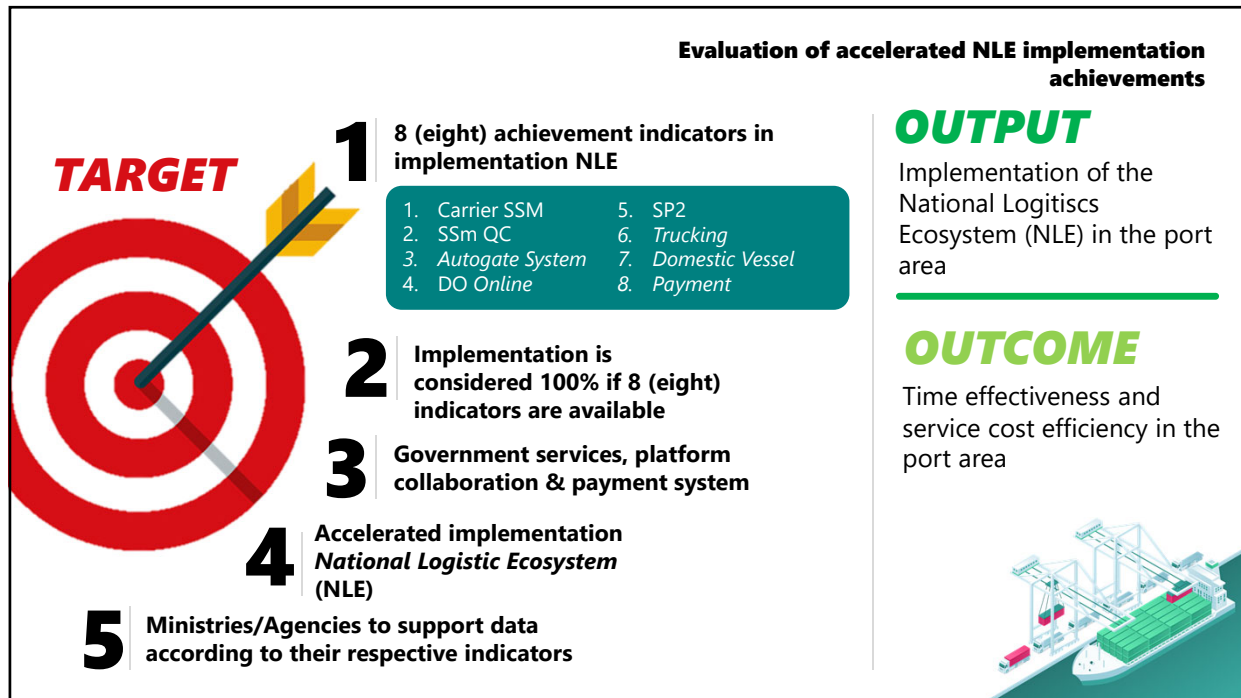 Evaluation of accelerated NLE implementation
achievements
TARGET
1
8 (eight) achievement indicators in
implementation NLE
1. Carrier SSM
2. SSm QC
3. Autogate System
4. DO Online
5. SP2
6. Trucking
7. Domestic Vessel
8. Payment
2
Implementation is
considered 100% if 8 (eight)
indicators are available
3
Government services, platform
collaboration & payment system
4
Accelerated implementation
National Logistic Ecosystem
(NLE)
5
Ministries/Agencies to support data
according to their respective indicators
OUTPUT
Implementation of the
National Logitiscs
Ecosystem (NLE) in the port
area
OUTCOME
Time effectiveness and
service cost efficiency in the
port area